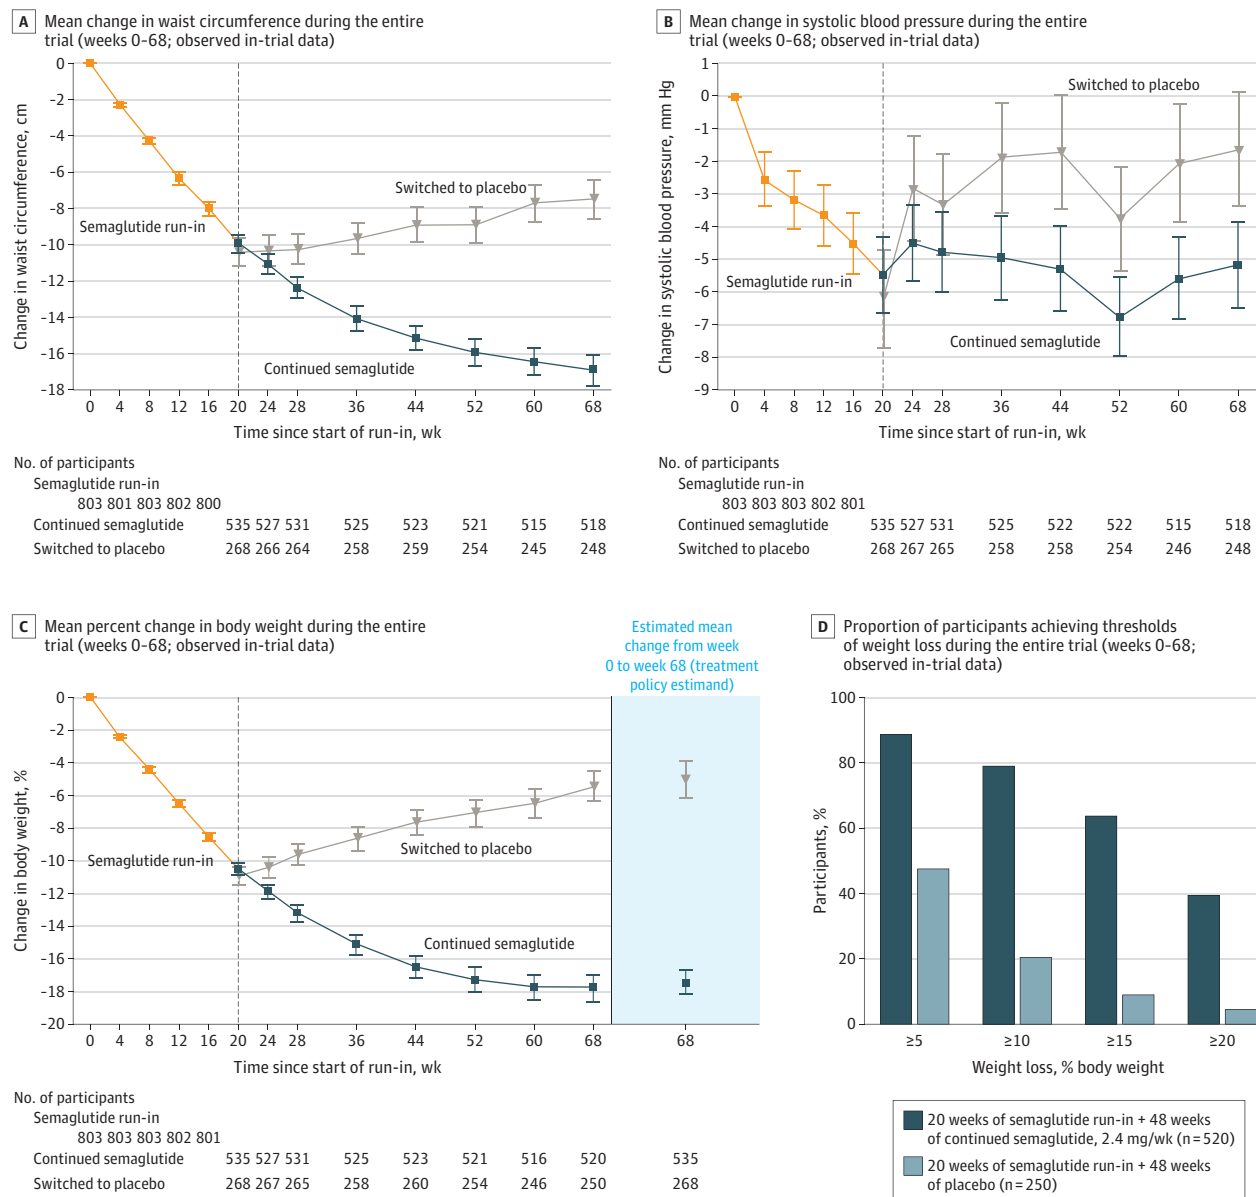 A Mean change in waist circumference during the entire
trial (weeks 0-68; observed in-trial data)
Change in waist circumference, cm
0
-2
-4
-6
-8
-10
-12
-14
-16
-18
Semaglutide run-in
Switched to placebo
Continued semaglutide
0 4 8 12 16 20 24 28 36 44 52 60 68
Time since start of run-in, wk
No. of participants
Semaglutide run-in
803 801 803 802 800
Continued semaglutide 535 527 531 525 523 521 515 518
Switched to placebo 268 266 264 258 259 254 245 248
B Mean change in systolic blood pressure during the entire
trial (weeks 0-68; observed in-trial data)
Change in systolic blood pressure, mm Hg
1
0
-1
-2
-3
-4
-5
-6
-7
-8
-9
Switched to placebo
Semaglutide run-in
Continued semaglutide
0 4 8 12 16 20 24 28 36 44 52 60 68
Time since start of run-in, wk
No. of participants
Semaglutide run-in
803 803 803 802 801
Continued semaglutide 535 527 531 525 522 522 515 518
Switched to placebo 268 267 265 258 258 254 246 248
C Mean percent change in body weight during the entire
trial (weeks 0-68; observed in-trial data)
Estimated mean
change from week
0 to week 68 (treatment
policy estimand)
Change in body weight, %
0
-2
-4
-6
-8
-10
-12
-14
-16
-18
-20
Semaglutide run-in
Switched to placebo
Continued semaglutide
0 4 8 12 16 20 24 28 36 44 52 60 68 68
Time since start of run-in, wk
No. of participants
Semaglutide run-in
803 803 803 802 801
Continued semaglutide 535 527 531 525 523 521 516 520 535
Switched to placebo 268 267 265 258 260 254 246 250 268
D Proportion of participants achieving thresholds
of weight loss during the entire trial (weeks 0-68;
observed in-trial data)
Participants, %
100
80
60
40
20
0
≥5 ≥10 ≥15 ≥20
Weight loss, % body weight
20 weeks of semaglutide run-in + 48 weeks
of continued semaglutide, 2.4 mg/wk (n=520)
20 weeks of semaglutide run-in + 48 weeks
of placebo (n=250)